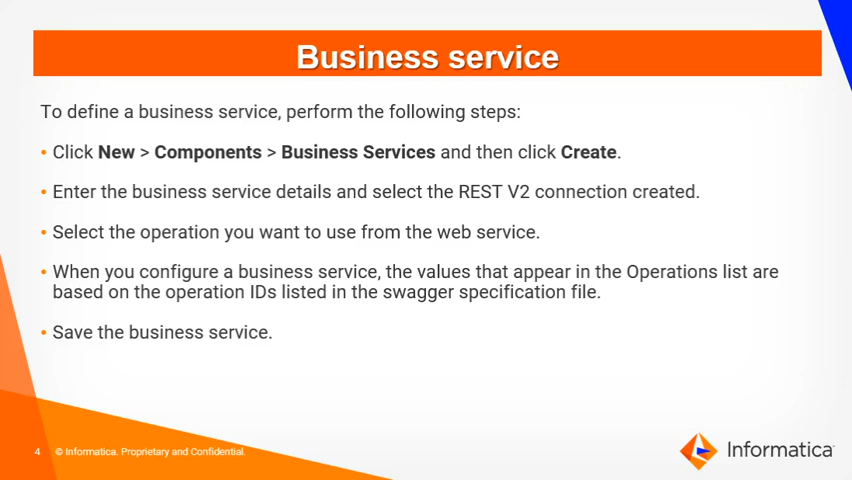 Business service
To define a business service, perform the following steps:
• Click New > Components > Business Services and then click Create.
• Enter the business service details and select the REST V2 connection created.
• Select the operation you want to use from the web service.
• When you configure a business service, the values that appear in the Operations list are
based on the operation IDs listed in the swagger specification file.
• Save the business service.
4 © Informatica. Proprietary and Confidential.
Informatica